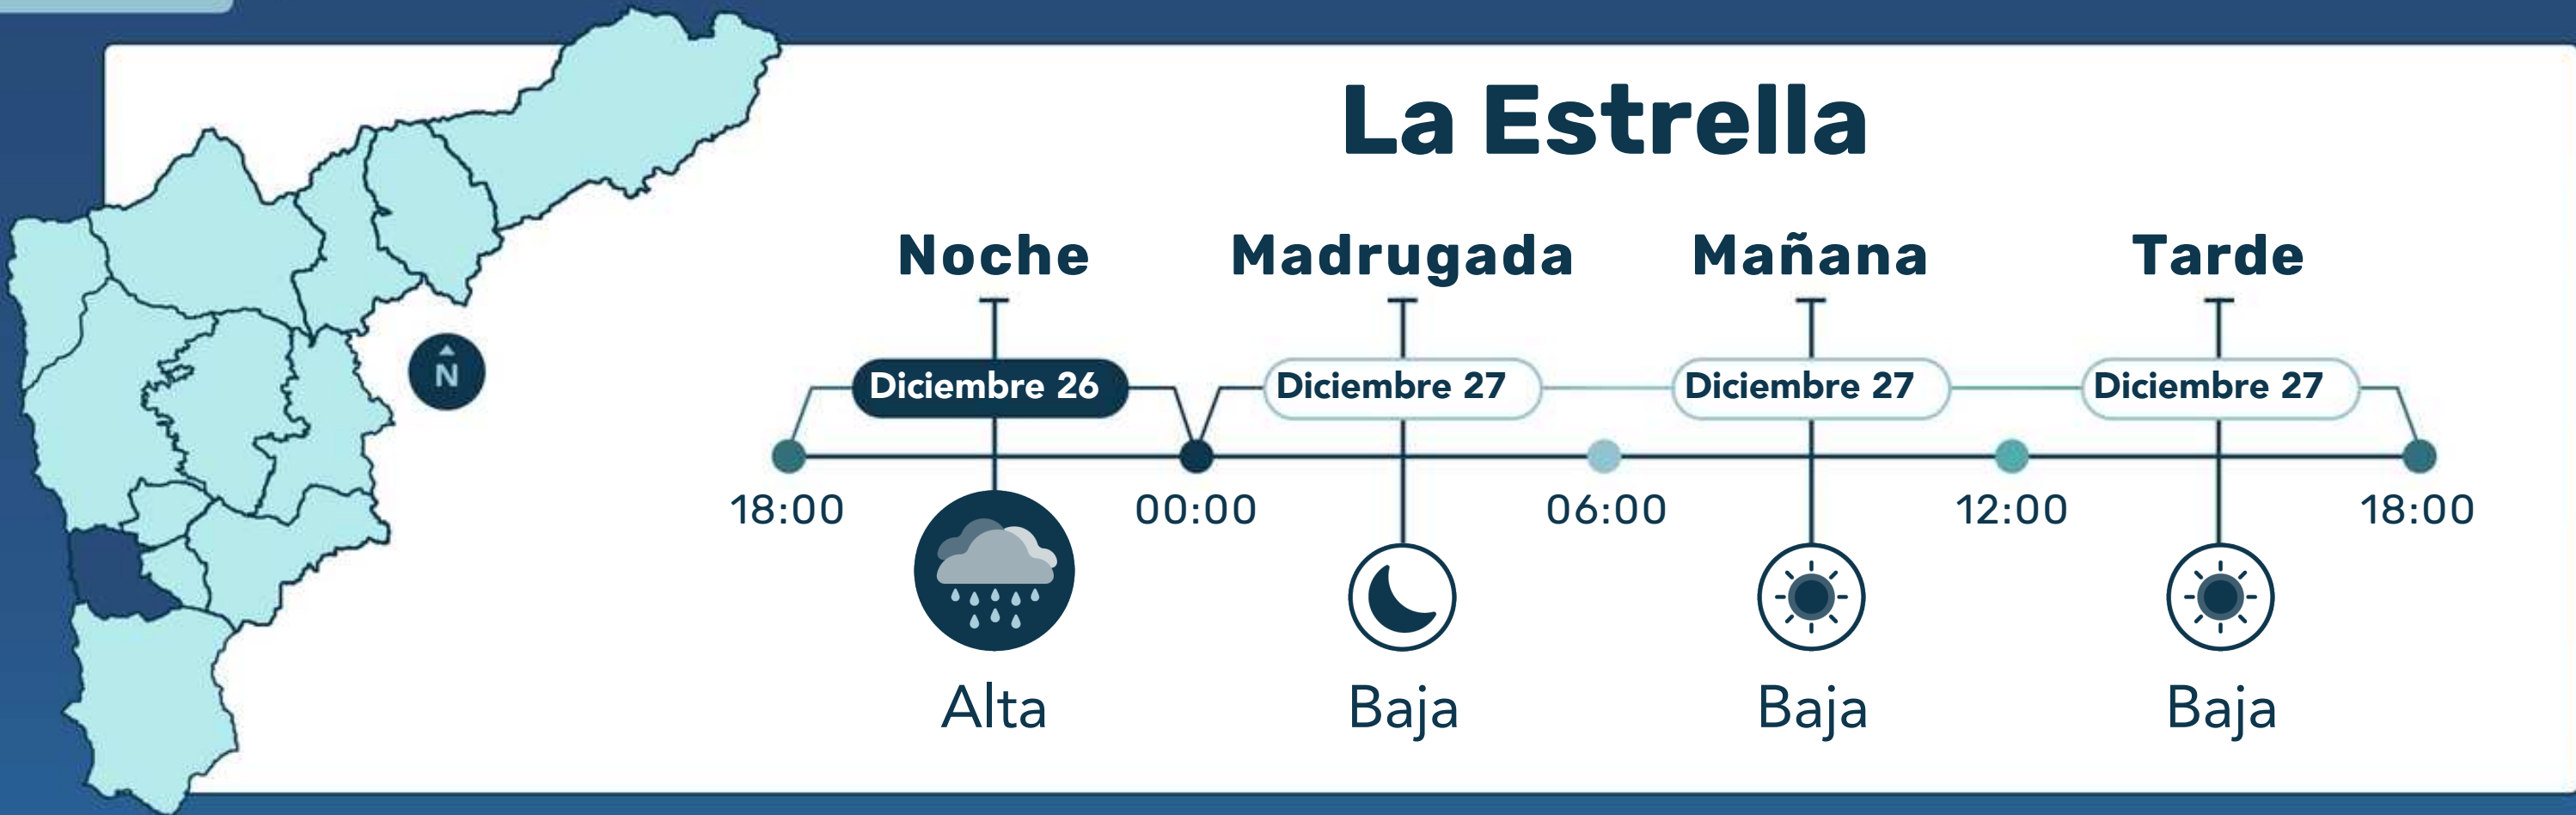 La Estrella
Noche Madrugada Mañana Tarde
Diciembre 26 Diciembre 27 Diciembre 27 Diciembre 27
N
18:00 00:00 06:00 12:00 18:00
Alta Baja Baja Baja